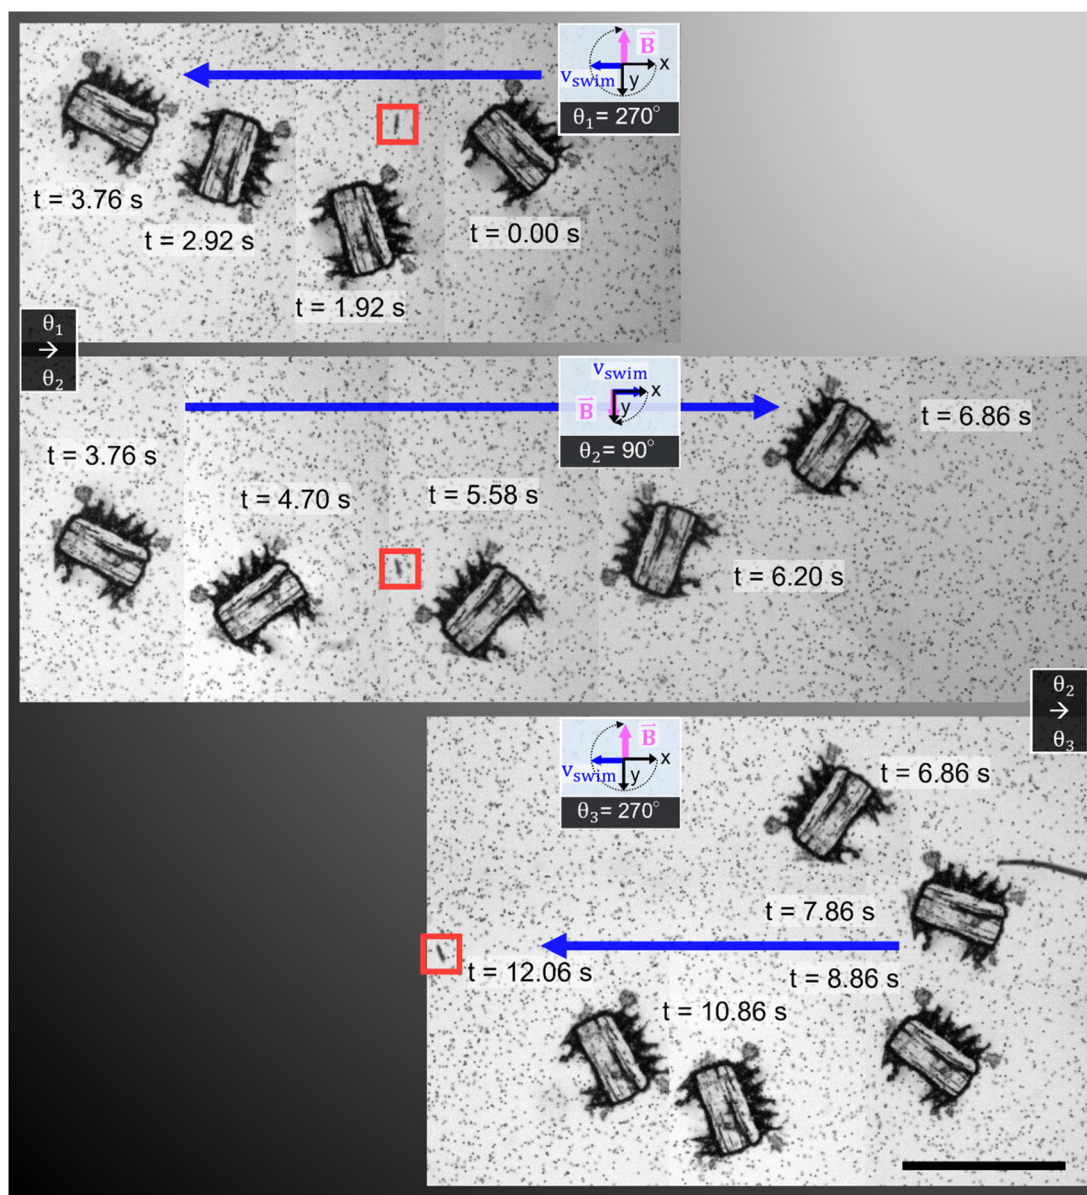 B⃗
v_swim
x
y
θ₁ = 270°
t = 3.76 s
t = 2.92 s
t = 0.00 s
t = 1.92 s
θ₁
→
θ₂
v_swim
x
B⃗
y
θ₂ = 90°
t = 6.86 s
t = 3.76 s
t = 4.70 s
t = 5.58 s
t = 6.20 s
θ₂
→
θ₃
B⃗
x
v_swim
y
θ₃ = 270°
t = 6.86 s
t = 7.86 s
t = 12.06 s
t = 8.86 s
t = 10.86 s